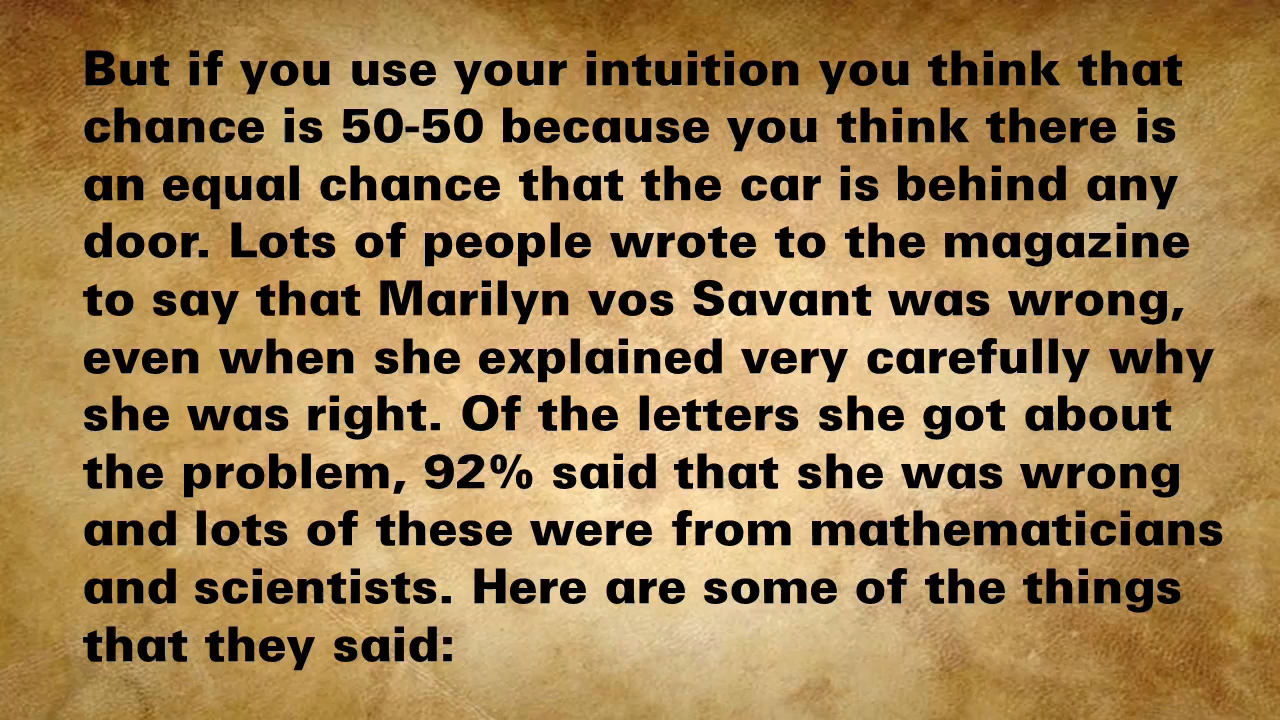 But if you use your intuition you think that
chance is 50-50 because you think there is
an equal chance that the car is behind any
door. Lots of people wrote to the magazine
to say that Marilyn vos Savant was wrong,
even when she explained very carefully why
she was right. Of the letters she got about
the problem, 92% said that she was wrong
and lots of these were from mathematicians
and scientists. Here are some of the things
that they said: